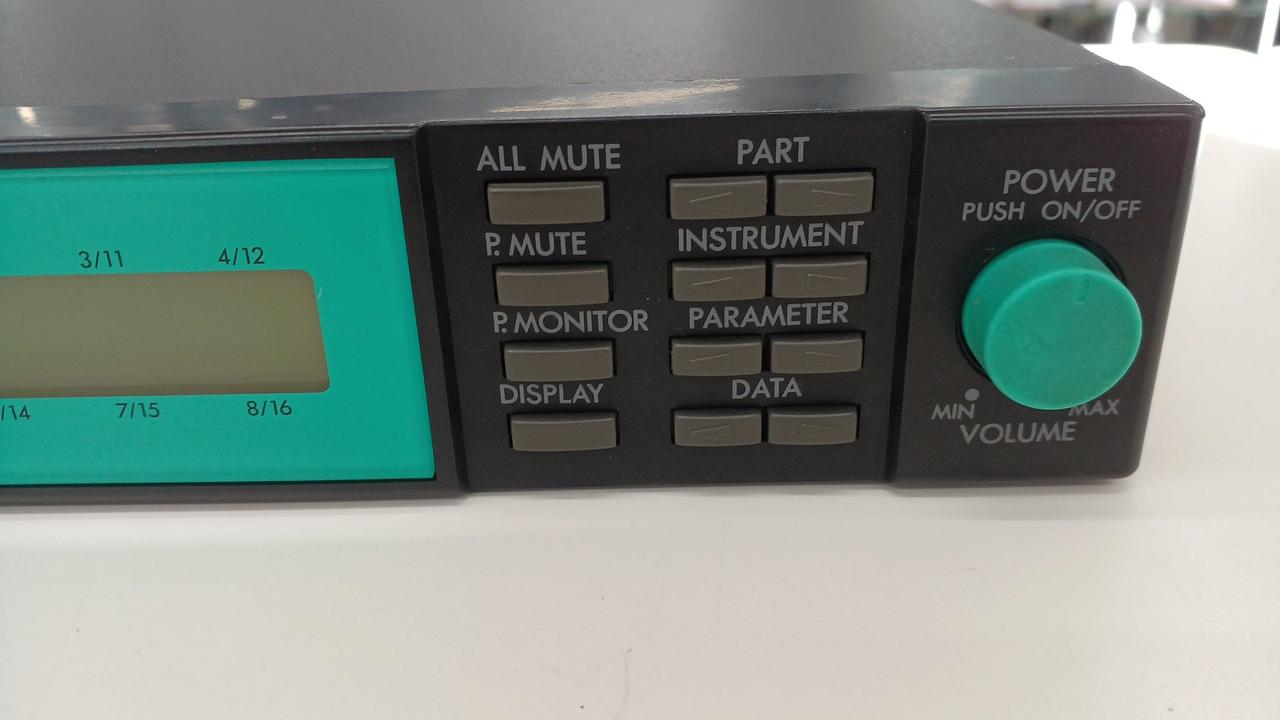 3/11 4/12
/14 7/15 8/16
ALL MUTE
P. MUTE
P. MONITOR
DISPLAY
PART
INSTRUMENT
PARAMETER
DATA
POWER
PUSH ON/OFF
MIN MAX
VOLUME